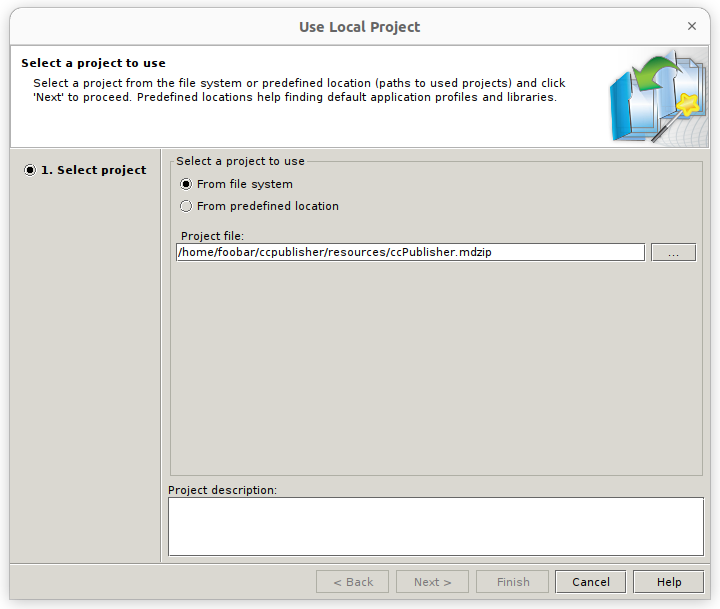 Use Local Project
Select a project to use
Select a project from the file system or predefined location (paths to used projects) and click
'Next' to proceed. Predefined locations help finding default application profiles and libraries.
1. Select project
Select a project to use
From file system
From predefined location
Project file:
/home/foobar/ccpublisher/resources/ccPublisher.mdzip
...
Project description:
< Back
Next >
Finish
Cancel
Help